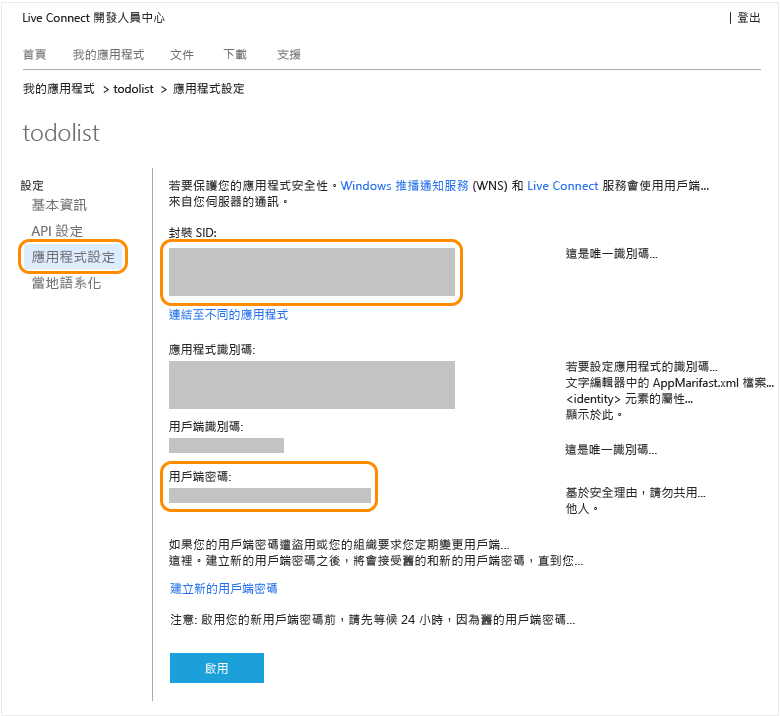 Live Connect 開發人員中心
| 登出
首頁 我的應用程式 文件 下載 支援
我的應用程式 > todolist > 應用程式設定
todolist
設定
基本資訊
API 設定
應用程式設定
當地語系化
若要保護您的應用程式安全性。Windows 推播通知服務 (WNS) 和 Live Connect 服務會使用用戶端...
來自您伺服器的通訊。
封裝 SID:
這是唯一識別碼...
連結至不同的應用程式
應用程式識別碼:
若要設定應用程式的識別碼...
文字編輯器中的 AppMarifast.xml 檔案...
<identity> 元素的屬性...
顯示於此。
用戶端識別碼:
這是唯一識別碼...
用戶端密碼:
基於安全理由，請勿共用...
他人。
如果您的用戶端密碼遭盜用或您的組織要求您定期變更用戶端...
這裡。建立新的用戶端密碼之後，將會接受舊的和新的用戶端密碼，直到您...
建立新的用戶端密碼
注意: 啟用您的新用戶端密碼前，請先等候 24 小時，因為舊的用戶端密碼...
啟用